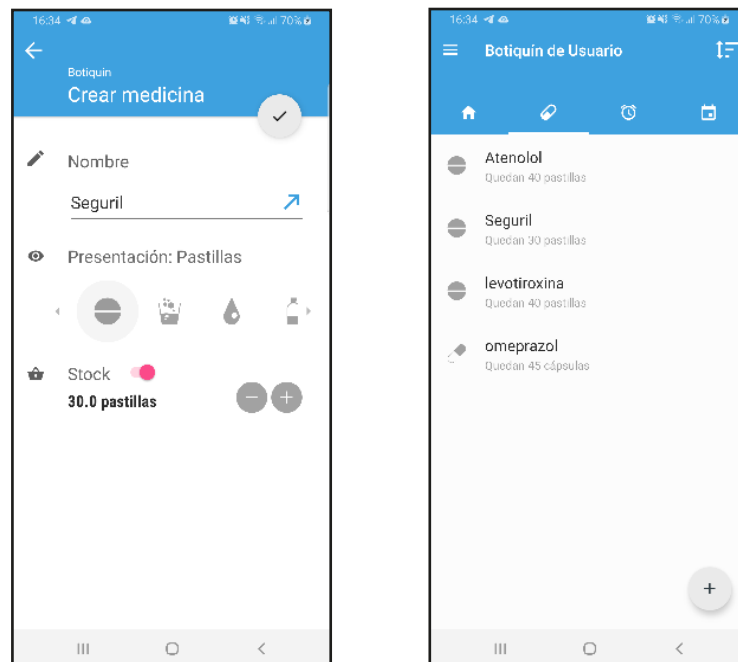 16:34
70%
Botiquín
Crear medicina
Nombre
Seguril
Presentación: Pastillas
Stock
30.0 pastillas
16:34
70%
Botiquín de Usuario
Atenolol
Quedan 40 pastillas
Seguril
Quedan 30 pastillas
levotiroxina
Quedan 40 pastillas
omeprazol
Quedan 45 cápsulas